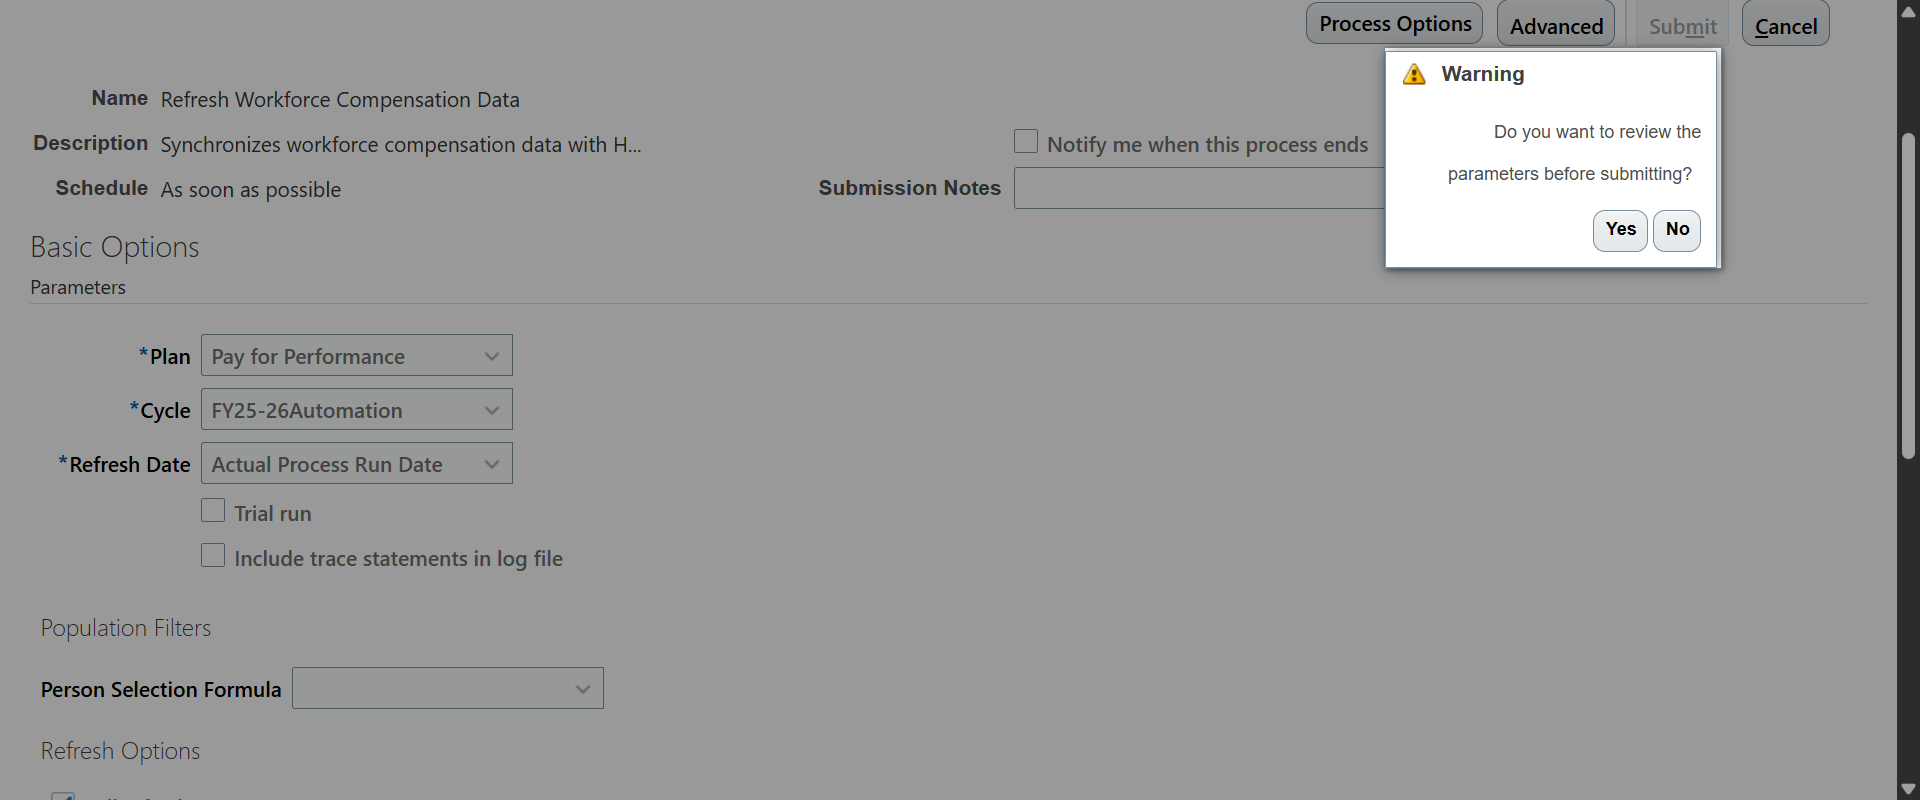 Process Options
Advanced
Submit
Cancel
Warning
Do you want to review the
parameters before submitting?
Yes
No
Name Refresh Workforce Compensation Data
Description Synchronizes workforce compensation data with H...
Notify me when this process ends
Schedule As soon as possible
Submission Notes
Basic Options
Parameters
*Plan Pay for Performance
*Cycle FY25-26Automation
*Refresh Date Actual Process Run Date
Trial run
Include trace statements in log file
Population Filters
Person Selection Formula
Refresh Options